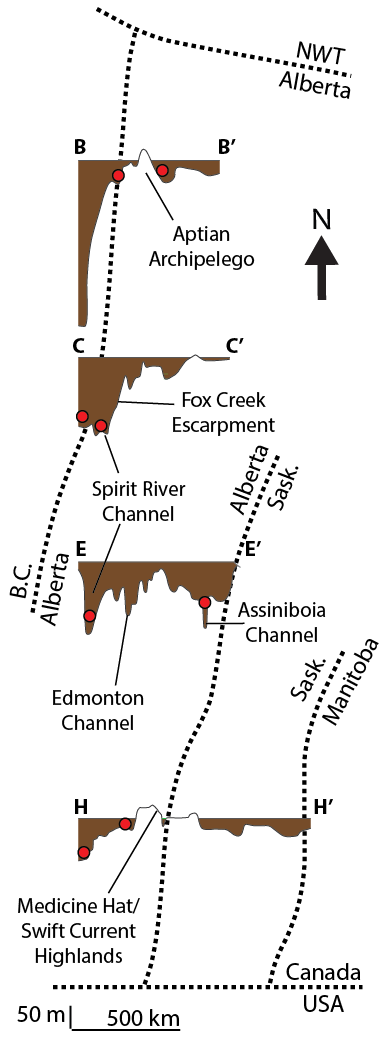 NWT
Alberta
B
B′
N
Aptian
Archipelego
C
C′
Fox Creek
Escarpment
Alberta
Sask.
Spirit River
Channel
B.C.
Alberta
E
E′
Assiniboia
Channel
Edmonton
Channel
Sask.
Manitoba
H
H′
Medicine Hat/
Swift Current
Highlands
Canada
USA
50 m
500 km